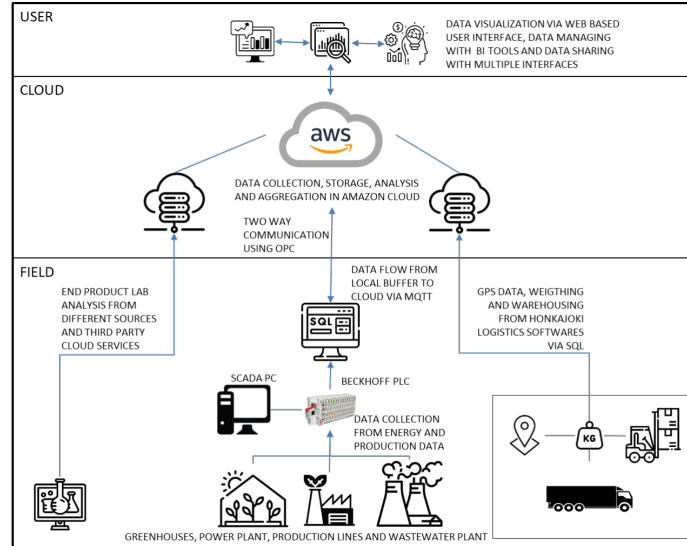 USER
DATA VISUALIZATION VIA WEB BASED
USER INTERFACE, DATA MANAGING
WITH BI TOOLS AND DATA SHARING
WITH MULTIPLE INTERFACES
CLOUD
aws
DATA COLLECTION, STORAGE, ANALYSIS
AND AGGREGATION IN AMAZON CLOUD
TWO WAY
COMMUNICATION
USING OPC
FIELD
END PRODUCT LAB
ANALYSIS FROM
DIFFERENT SOURCES
AND THIRD PARTY
CLOUD SERVICES
DATA FLOW FROM
LOCAL BUFFER TO
CLOUD VIA MQTT
GPS DATA, WEIGTHING
AND WAREHOUSING
FROM HONKAJOKI
LOGISTICS SOFTWARES
VIA SQL
SQL
SCADA PC
BECKHOFF PLC
DATA COLLECTION
FROM ENERGY AND
PRODUCTION DATA
KG
GREENHOUSES, POWER PLANT, PRODUCTION LINES AND WASTEWATER PLANT